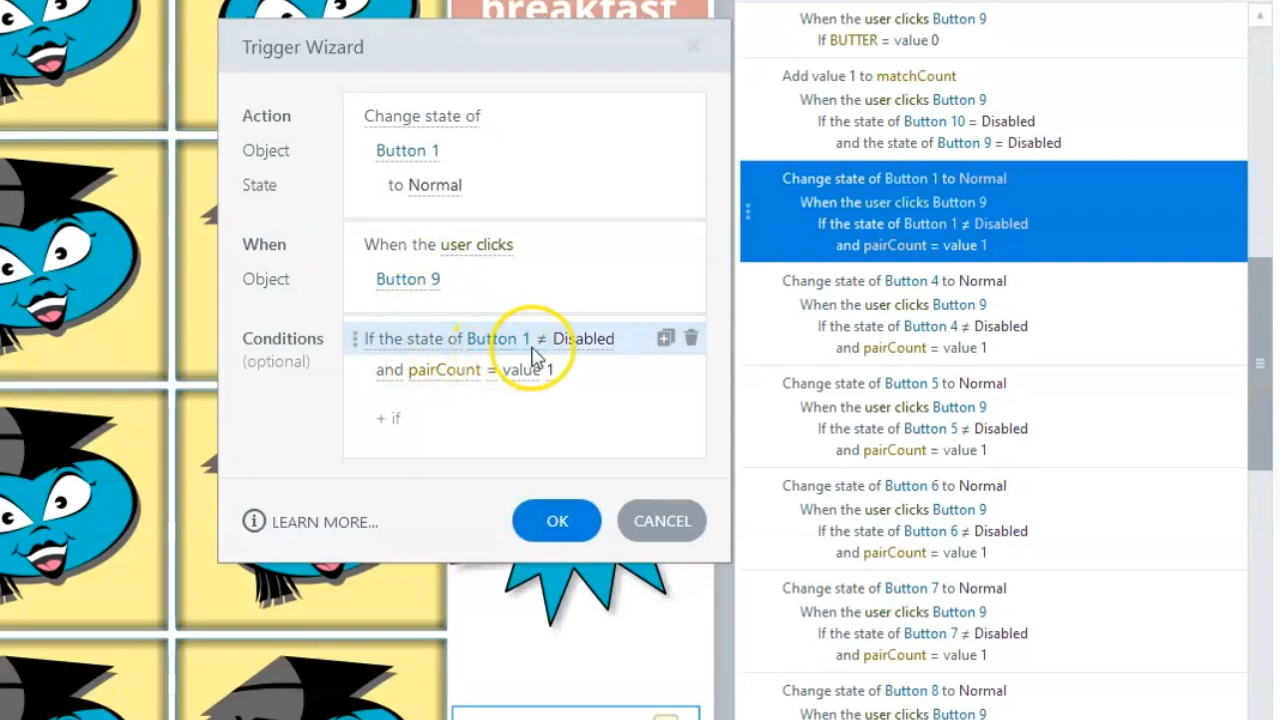 breakfast
Trigger Wizard
Action
Change state of
Object
Button 1
State
to Normal
When
When the user clicks
Object
Button 9
Conditions
(optional)
If the state of Button 1 ≠ Disabled
and pairCount = value 1
+ if
LEARN MORE...
OK
CANCEL
When the user clicks Button 9
If BUTTER = value 0
Add value 1 to matchCount
When the user clicks Button 9
If the state of Button 10 = Disabled
and the state of Button 9 = Disabled
Change state of Button 1 to Normal
When the user clicks Button 9
If the state of Button 1 ≠ Disabled
and pairCount = value 1
Change state of Button 4 to Normal
When the user clicks Button 9
If the state of Button 4 ≠ Disabled
and pairCount = value 1
Change state of Button 5 to Normal
When the user clicks Button 9
If the state of Button 5 ≠ Disabled
and pairCount = value 1
Change state of Button 6 to Normal
When the user clicks Button 9
If the state of Button 6 ≠ Disabled
and pairCount = value 1
Change state of Button 7 to Normal
When the user clicks Button 9
If the state of Button 7 ≠ Disabled
and pairCount = value 1
Change state of Button 8 to Normal
When the user clicks Button 9